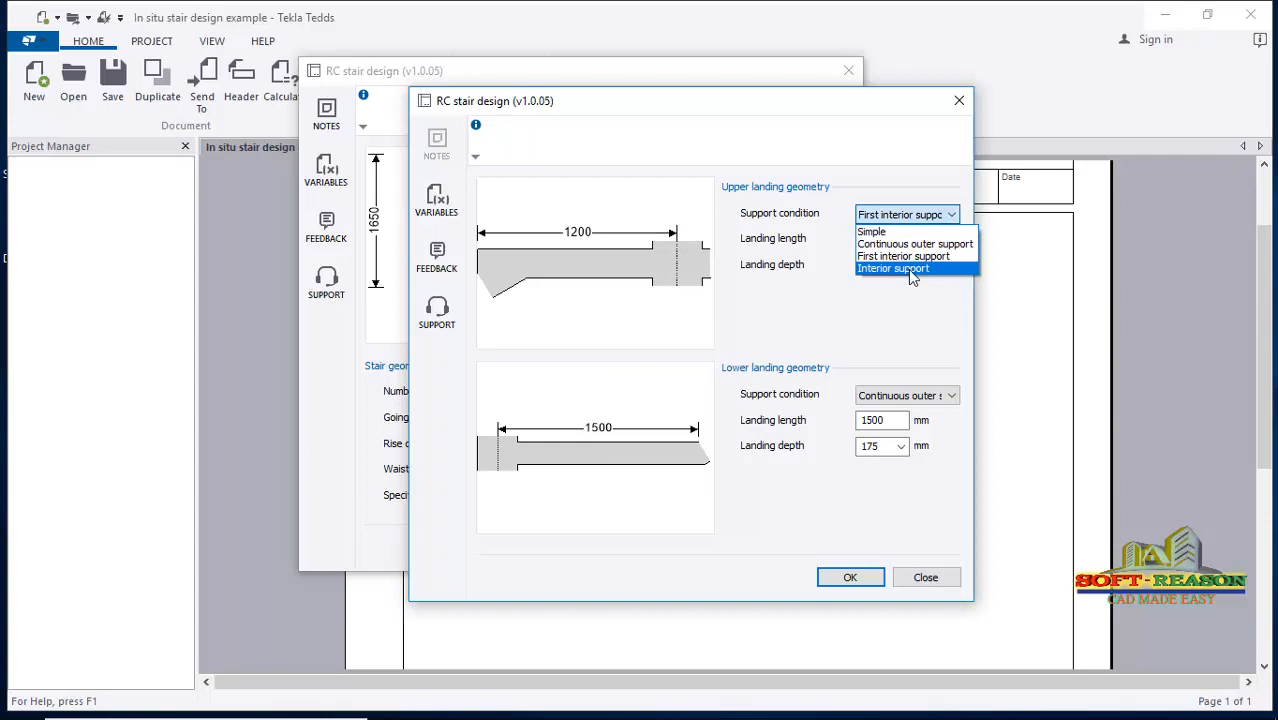 In situ stair design example - Tekla Tedds
HOME PROJECT VIEW HELP
Sign in
New Open Save Duplicate Send To Header Calcula
Document
Project Manager
In situ stair design
Date
RC stair design (v1.0.05)
NOTES
VARIABLES
FEEDBACK
SUPPORT
1650
Stair geor
Numb
Going
Rise c
Waist
Specif
RC stair design (v1.0.05)
NOTES
VARIABLES
FEEDBACK
SUPPORT
1200
Upper landing geometry
Support condition First interior suppc
Landing length
Landing depth
Simple
Continuous outer support
First interior support
Interior support
1500
Lower landing geometry
Support condition Continuous outer s
Landing length 1500 mm
Landing depth 175 mm
OK Close
SOFT-REASON
CAD MADE EASY
For Help, press F1
Page 1 of 1